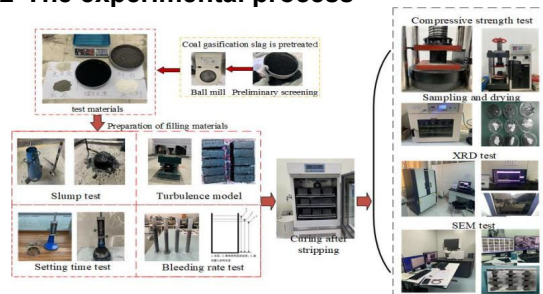 The experimental process
Compressive strength test
Coal gasification slag is pretreated
Ball mill Preliminary screening
test materials
Sampling and drying
Preparation of filling materials
XRD test
Slump test
Turbulence model
Curing after
stripping
SEM test
Setting time test
Bleeding rate test